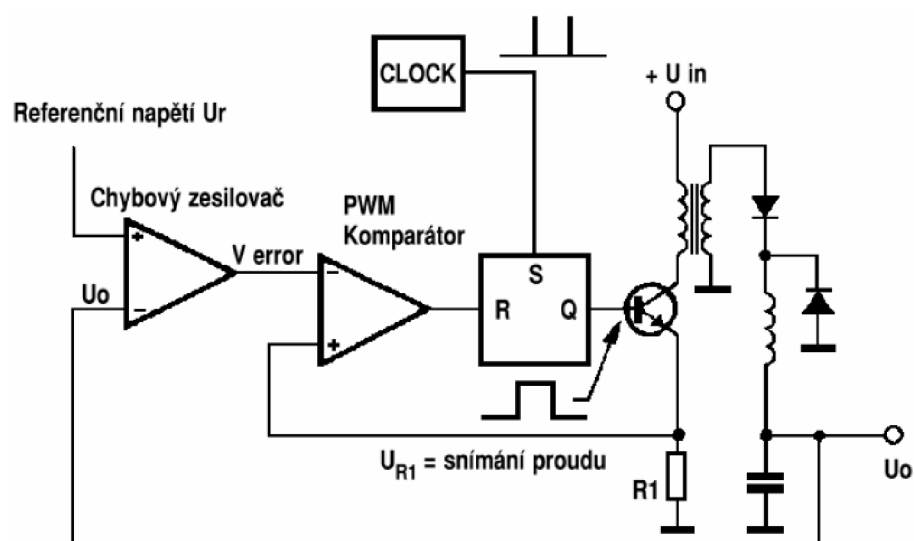 CLOCK
+ U in
Referenční napětí Ur
Chybový zesilovač
PWM
Komparátor
V error
Uo
+
−
−
+
S
R
Q
U_R1 = snímání proudu
R1
Uo